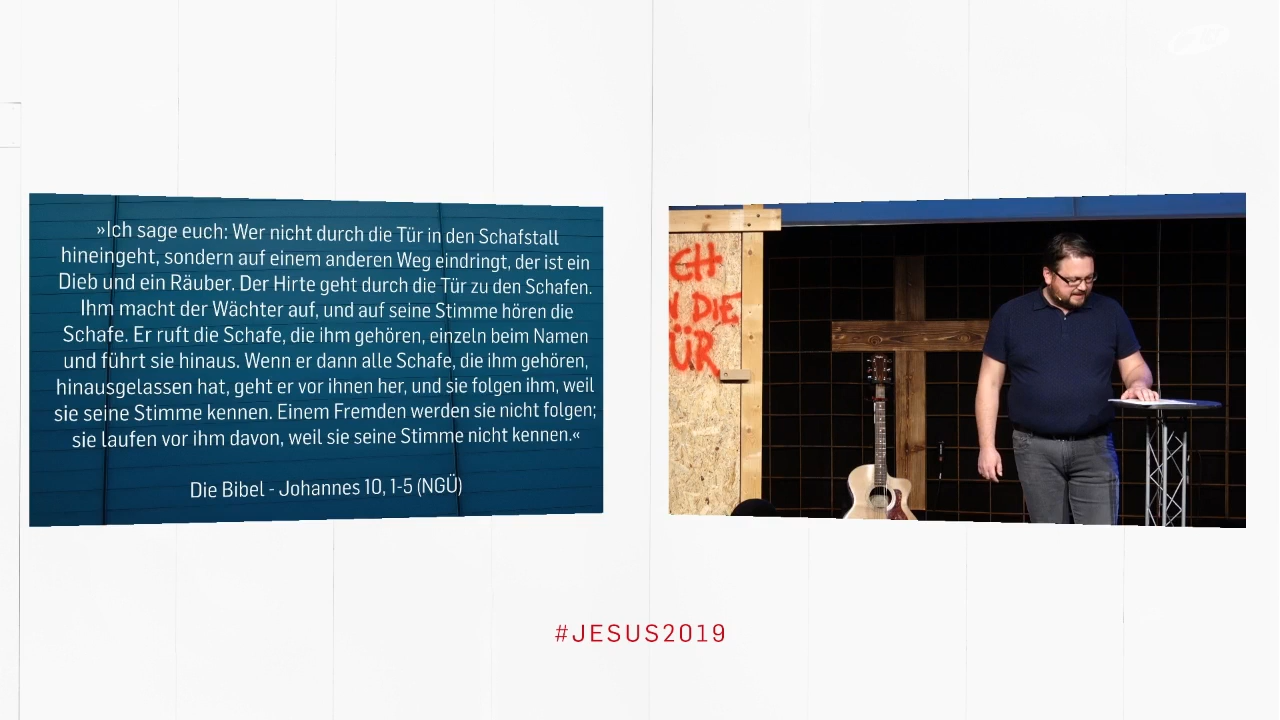 »Ich sage euch: Wer nicht durch die Tür in den Schafstall
hineingeht, sondern auf einem anderen Weg eindringt, der ist ein
Dieb und ein Räuber. Der Hirte geht durch die Tür zu den Schafen.
Ihm macht der Wächter auf, und auf seine Stimme hören die
Schafe. Er ruft die Schafe, die ihm gehören, einzeln beim Namen
und führt sie hinaus. Wenn er dann alle Schafe, die ihm gehören,
hinausgelassen hat, geht er vor ihnen her, und sie folgen ihm, weil
sie seine Stimme kennen. Einem Fremden werden sie nicht folgen;
sie laufen vor ihm davon, weil sie seine Stimme nicht kennen.«
Die Bibel - Johannes 10, 1-5 (NGÜ)
CH
N DIE
ÜR
#JESUS2019